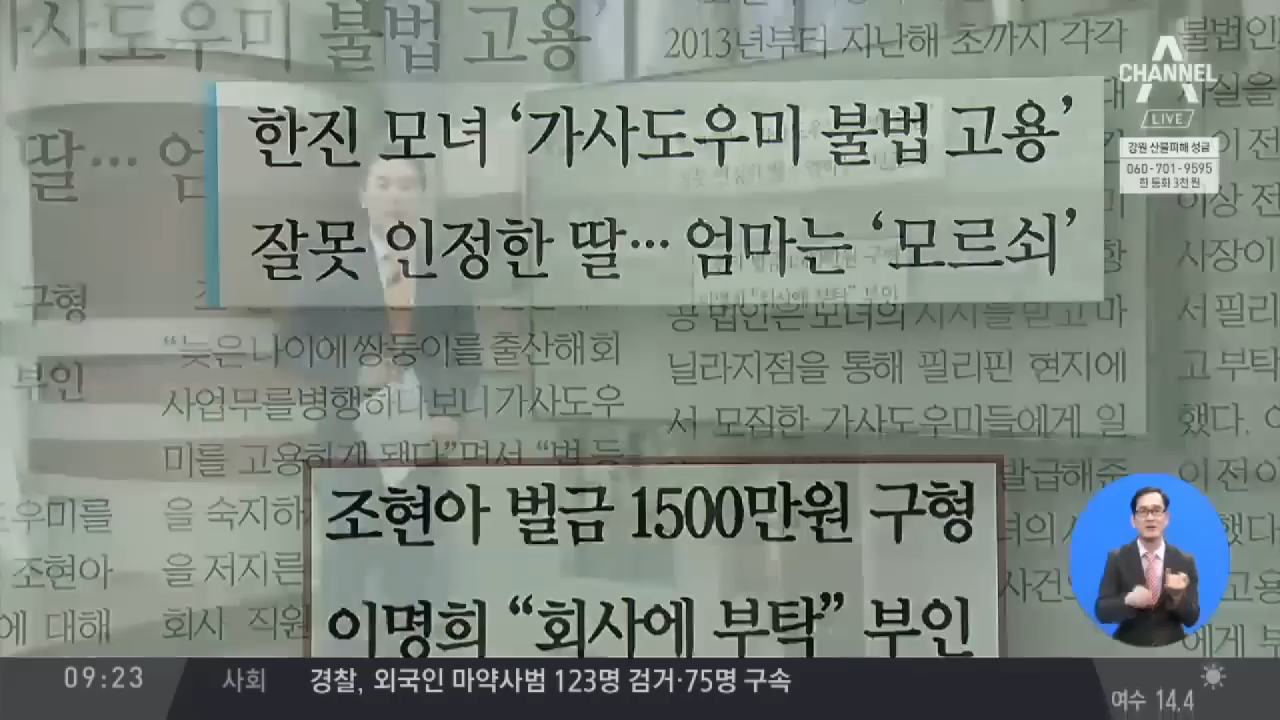 사도우미 불법 고용’
2013년부터 지난해 초까지 각각
불법인
CHANNEL A
LIVE
강원 산불피해 성금
060-701-9595
한 통화 3천 원
한진 모녀 ‘가사도우미 불법 고용’
잘못 인정한 딸… 엄마는 ‘모르쇠’
딸… 엄
구형
부인
“늦은 나이에 쌍둥이를 출산해 회
사업무를 병행하다 보니 가사도우
미를 고용하게 됐다”면서
을 숙지하
을 저지른
회사 직원
우미를
조현아
에 대해
용 법인은 모녀의 지시를 받고 마
닐라지점을 통해 필리핀 현지에
서 모집한 가사도우미들에게 일
발급해준
사실을
이전
이상 전
사장이
서 필리
고 부탁
했다.
이 전 이
했다
고용
에게 부
조현아 벌금 1500만원 구형
이명희 “회사에 부탁” 부인
09:23
사회
경찰, 외국인 마약사범 123명 검거·75명 구속
여수 14.4